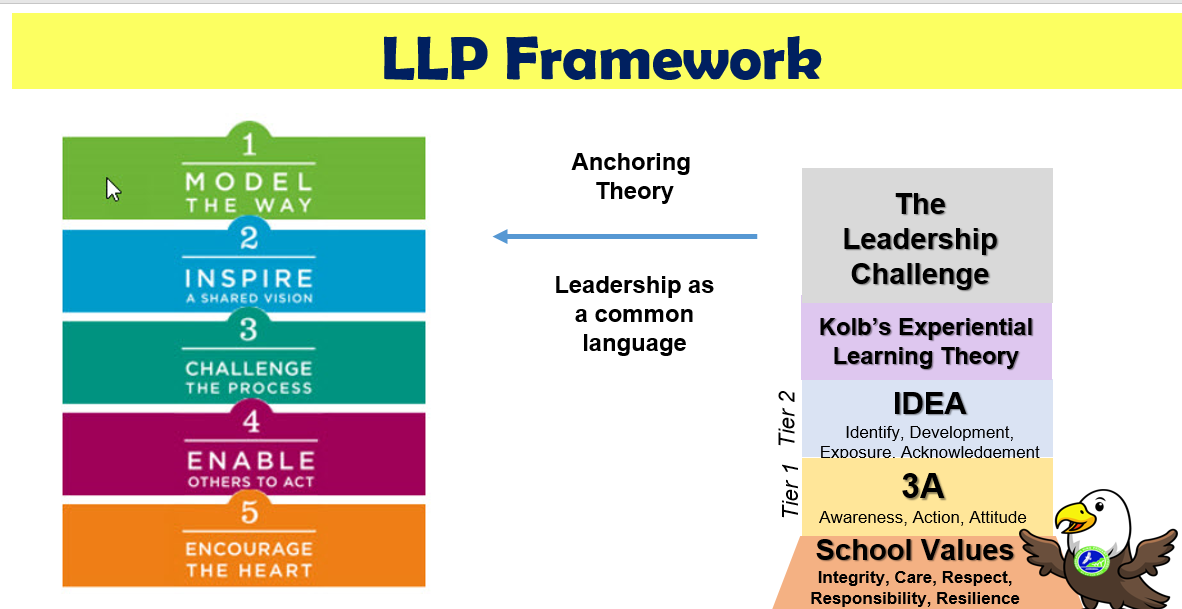 LLP Framework
1
MODEL
THE WAY
2
INSPIRE
A SHARED VISION
3
CHALLENGE
THE PROCESS
4
ENABLE
OTHERS TO ACT
5
ENCOURAGE
THE HEART
Anchoring
Theory
Leadership as
a common
language
The
Leadership
Challenge
Kolb's Experiential
Learning Theory
Tier 2
IDEA
Identify, Development,
Exposure, Acknowledgement
Tier 1
3A
Awareness, Action, Attitude
School Values
Integrity, Care, Respect,
Responsibility, Resilience